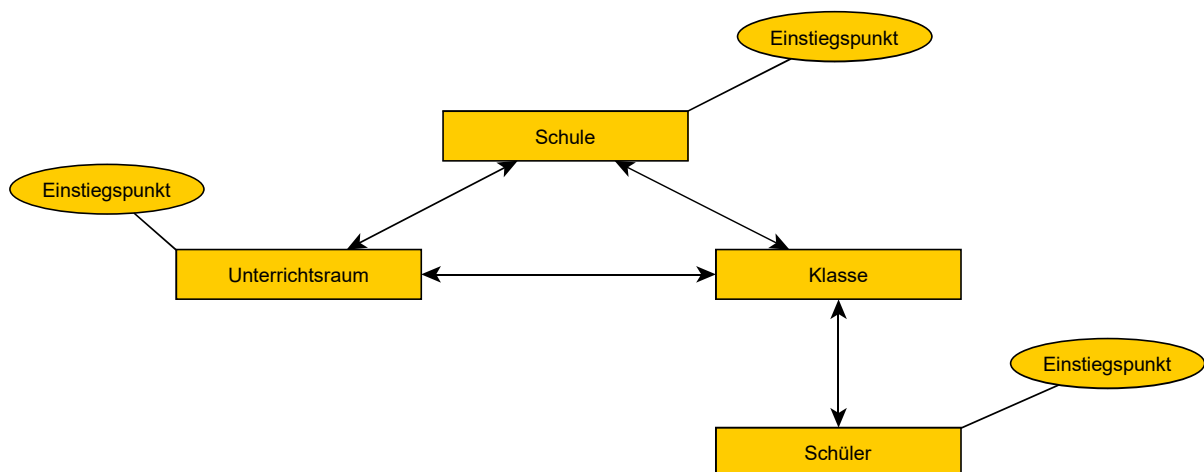 Einstiegspunkt
Schule
Einstiegspunkt
Unterrichtsraum
Klasse
Einstiegspunkt
Schüler